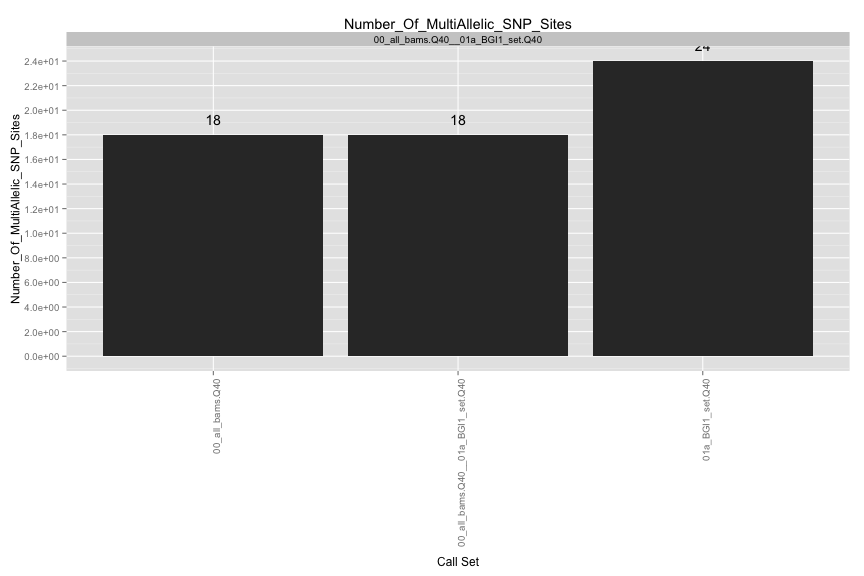 Number_Of_MultiAllelic_SNP_Sites
00_all_bams.Q40__01a_BGI1_set.Q40
24
18
18
Number_Of_MultiAllelic_SNP_Sites
2.4e+01
2.2e+01
2.0e+01
1.8e+01
1.6e+01
1.4e+01
1.2e+01
1.0e+01
8.0e+00
6.0e+00
4.0e+00
2.0e+00
0.0e+00
00_all_bams.Q40
00_all_bams.Q40__01a_BGI1_set.Q40
01a_BGI1_set.Q40
Call Set